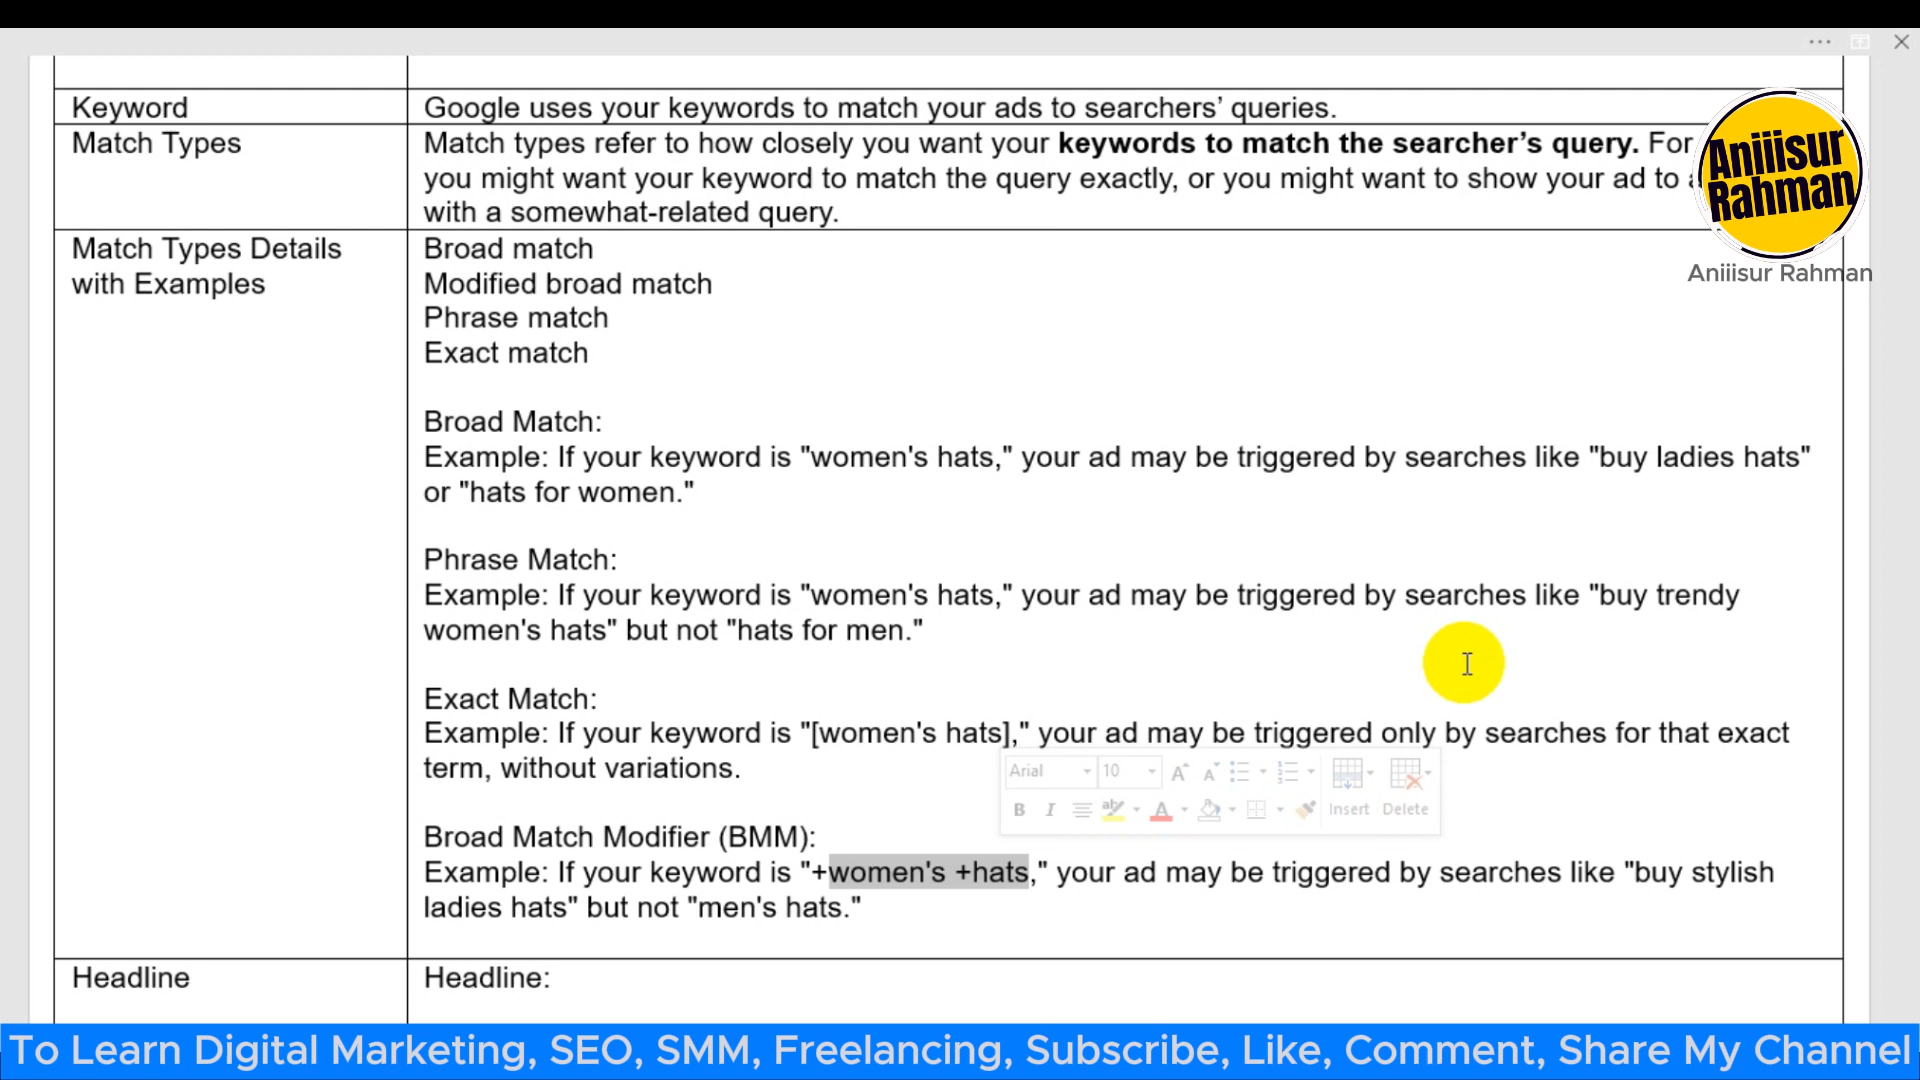 Keyword
Google uses your keywords to match your ads to searchers’ queries.
Match Types
Match types refer to how closely you want your keywords to match the searcher’s query. For
you might want your keyword to match the query exactly, or you might want to show your ad to
with a somewhat-related query.
Aniiisur
Rahman
Aniiisur Rahman
Match Types Details
with Examples
Broad match
Modified broad match
Phrase match
Exact match
Broad Match:
Example: If your keyword is "women's hats," your ad may be triggered by searches like "buy ladies hats"
or "hats for women."
Phrase Match:
Example: If your keyword is "women's hats," your ad may be triggered by searches like "buy trendy
women's hats" but not "hats for men."
Exact Match:
Example: If your keyword is "[women's hats]," your ad may be triggered only by searches for that exact
term, without variations.
Arial 10
Insert Delete
Broad Match Modifier (BMM):
Example: If your keyword is "+women's +hats," your ad may be triggered by searches like "buy stylish
ladies hats" but not "men's hats."
Headline
Headline:
To Learn Digital Marketing, SEO, SMM, Freelancing, Subscribe, Like, Comment, Share My Channel